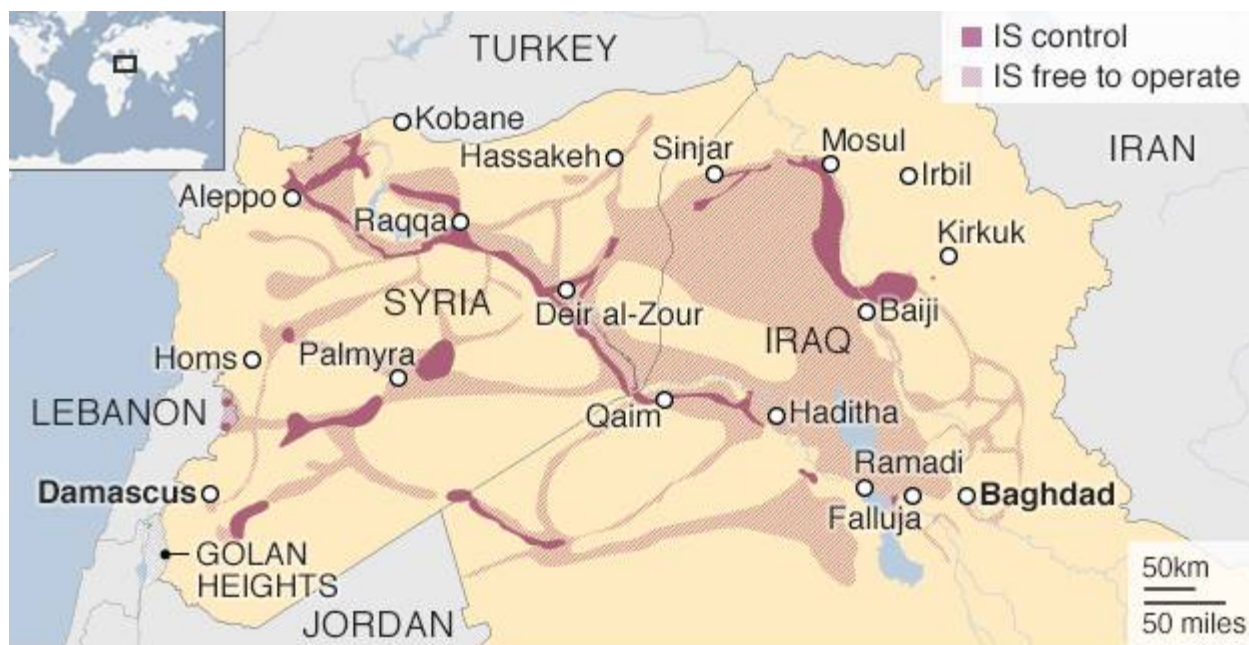 TURKEY
IS control
IS free to operate
Kobane
Hassakeh
Sinjar
Mosul
Irbil
IRAN
Aleppo
Raqqa
Kirkuk
SYRIA
Deir al-Zour
Baiji
IRAQ
Homs
Palmyra
LEBANON
Qaim
Haditha
Ramadi
Damascus
Baghdad
Falluja
GOLAN
HEIGHTS
JORDAN
50km
50 miles